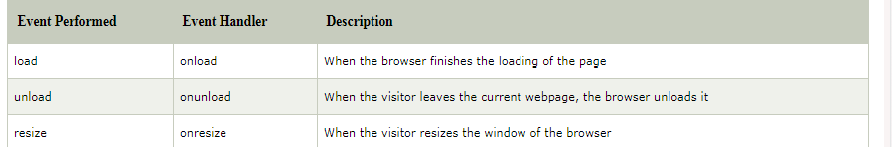 Event Performed Event Handler Description
load onload When the browser finishes the loading of the page
unload onunload When the visitor leaves the current webpage, the browser unloads it
resize onresize When the visitor resizes the window of the browser